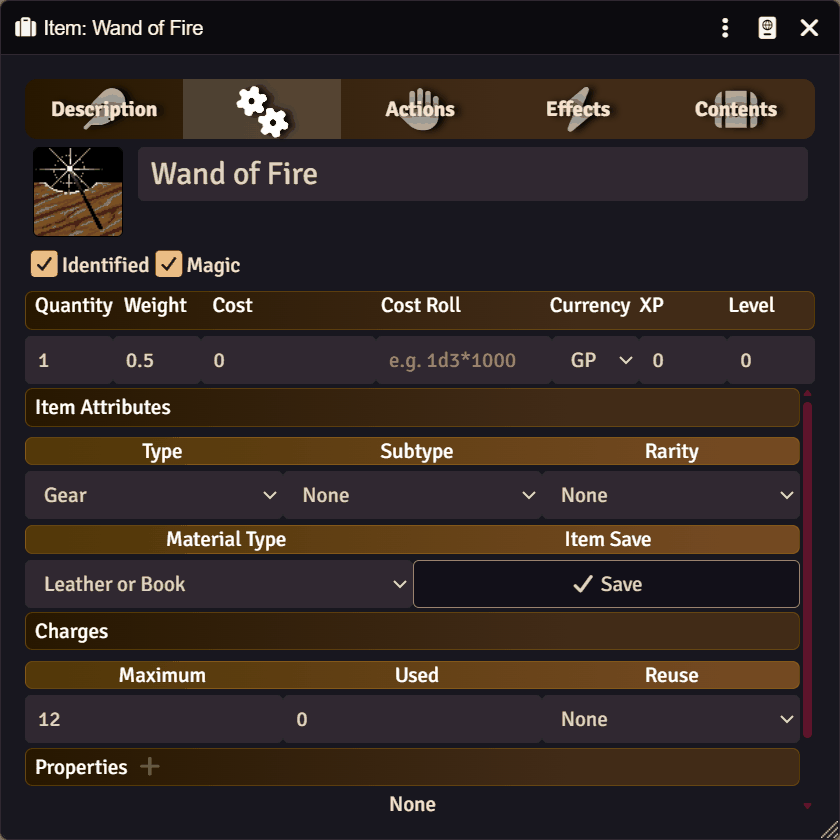 Item: Wand of Fire
Description Actions Effects Contents
Wand of Fire
Identified Magic
Quantity Weight Cost Cost Roll Currency XP Level
1 0.5 0 e.g. 1d3*1000 GP 0 0
Item Attributes
Type Subtype Rarity
Gear None None
Material Type Item Save
Leather or Book Save
Charges
Maximum Used Reuse
12 0 None
Properties
None